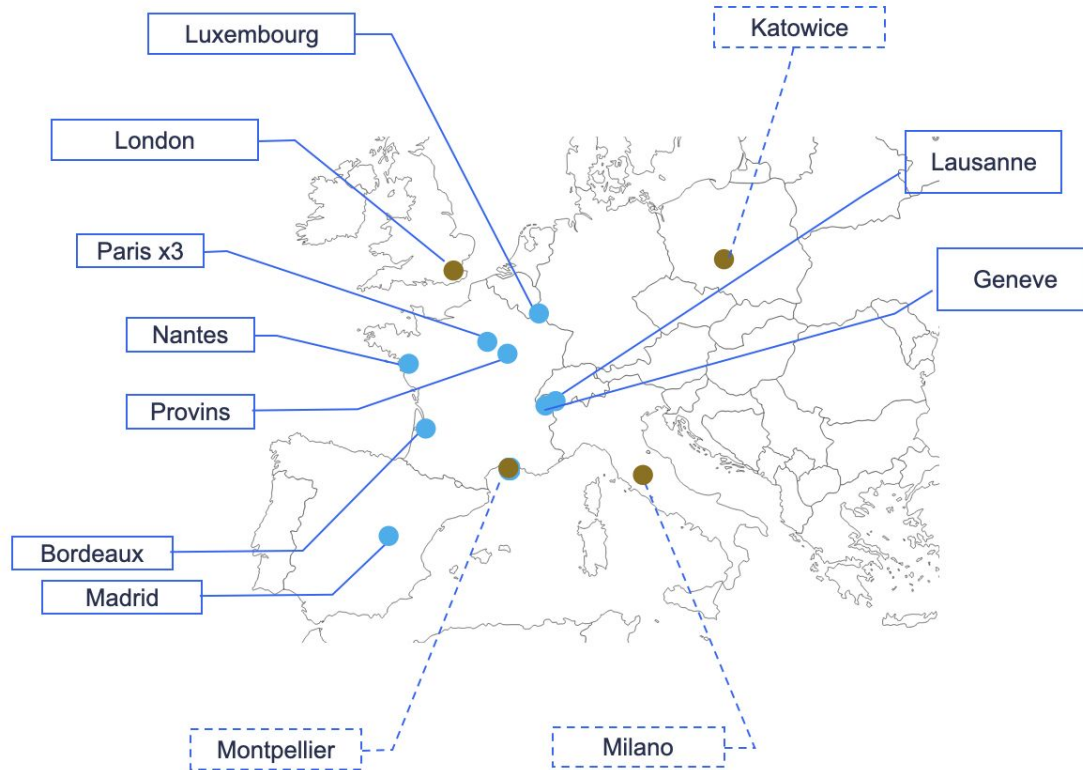 Luxembourg
Katowice
London
Lausanne
Paris x3
Geneve
Nantes
Provins
Bordeaux
Madrid
Montpellier
Milano